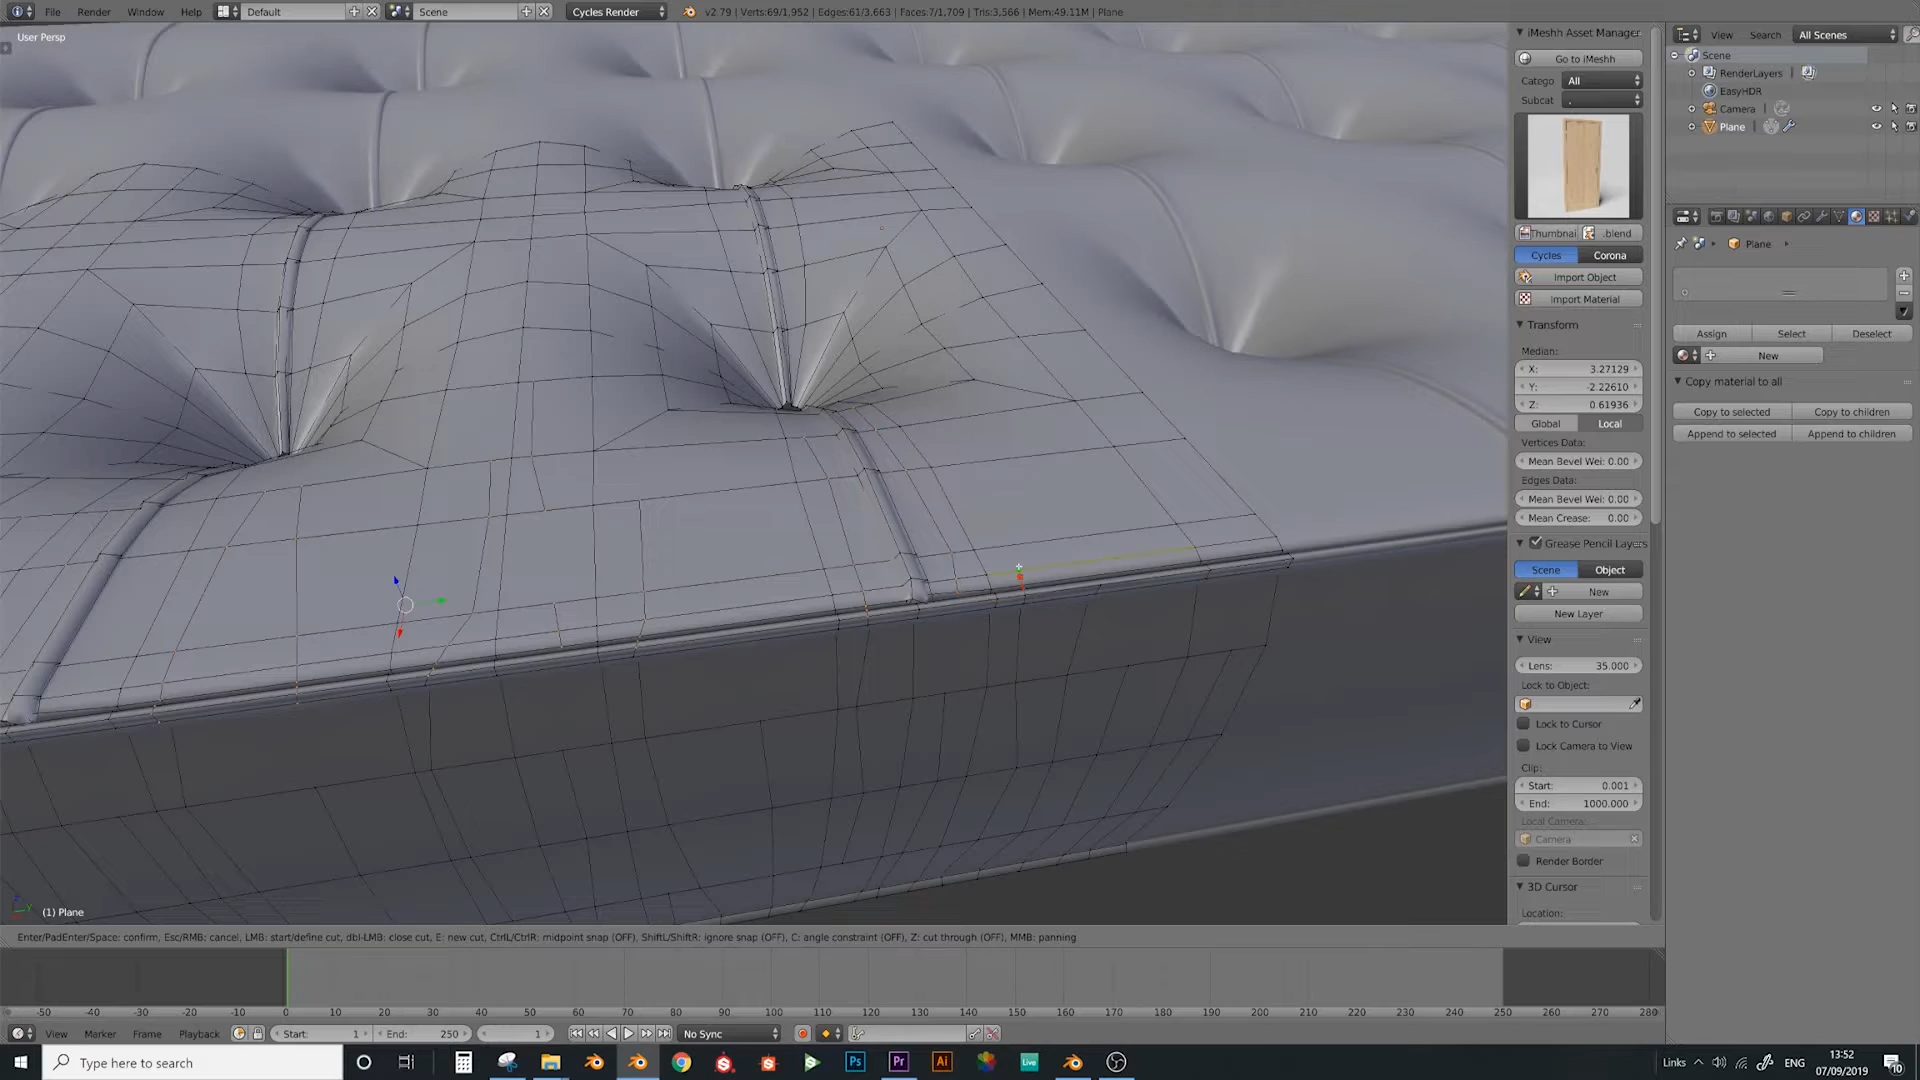 File Render Window Help Default Scene Cycles Render v2.79 | Verts:69/1,952 | Edges:61/3,663 | Faces:7/1,709 | Tris:3,566 | Mem:49.11M | Plane
User Persp
iMeshh Asset Manager
Go to iMeshh
Catego All
Subcat .
Thumbnai .blend
Cycles Corona
Import Object
Import Material
Transform
Median:
X: 3.27129
Y: -2.22610
Z: 0.61936
Global Local
Vertices Data:
Mean Bevel Wei: 0.00
Edges Data:
Mean Bevel Wei: 0.00
Mean Crease: 0.00
Grease Pencil Layers
Scene Object
New
New Layer
View
Lens: 35.000
Lock to Object:
Lock to Cursor
Lock Camera to View
Clip:
Start: 0.001
End: 1000.000
Local Camera:
Camera
Render Border
3D Cursor
Location:
View Search All Scenes
Scene
RenderLayers |
EasyHDR
Camera |
Plane |
Plane
Assign Select Deselect
New
Copy material to all
Copy to selected Copy to children
Append to selected Append to children
(1) Plane
Enter/PadEnter/Space: confirm, Esc/RMB: cancel, LMB: start/define cut, dbl-LMB: close cut, E: new cut, CtrlL/CtrlR: midpoint snap (OFF), ShiftL/ShiftR: ignore snap (OFF), C: angle constraint (OFF), Z: cut through (OFF), MMB: panning
-50 -40 -30 -20 -10 0 10 20 30 40 50 60 70 80 90 100 110 120 130 140 150 160 170 180 190 200 210 220 230 240 250 260 270 280
View Marker Frame Playback Start: 1 End: 250 1 No Sync
Type here to search
Ps Pr Ai Live
Links ENG 13:52
07/09/2019 10